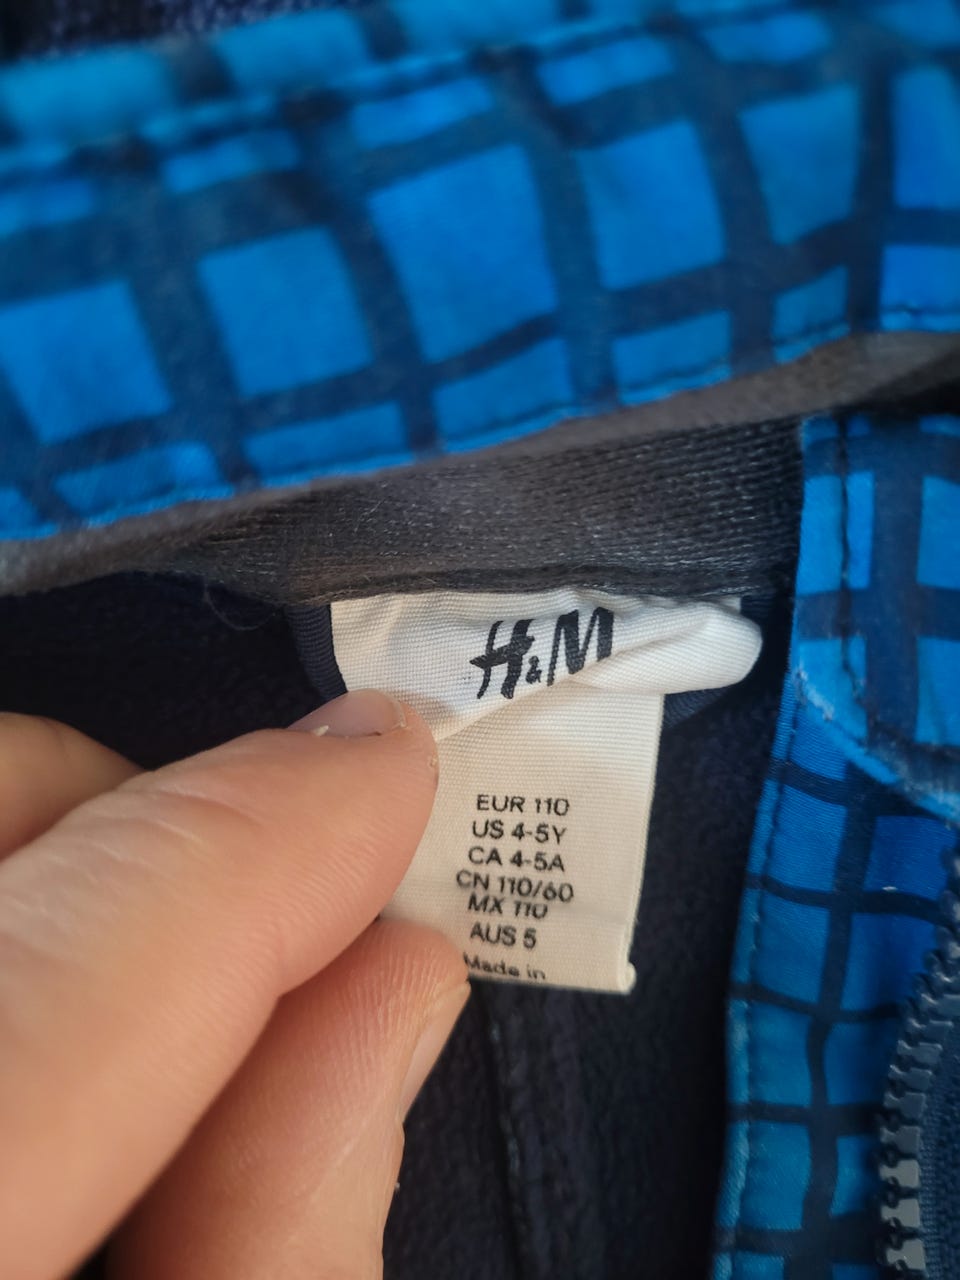 H&M
EUR 110
US 4-5Y
CA 4-5A
CN 110/60
MX 110
AUS 5
Made in